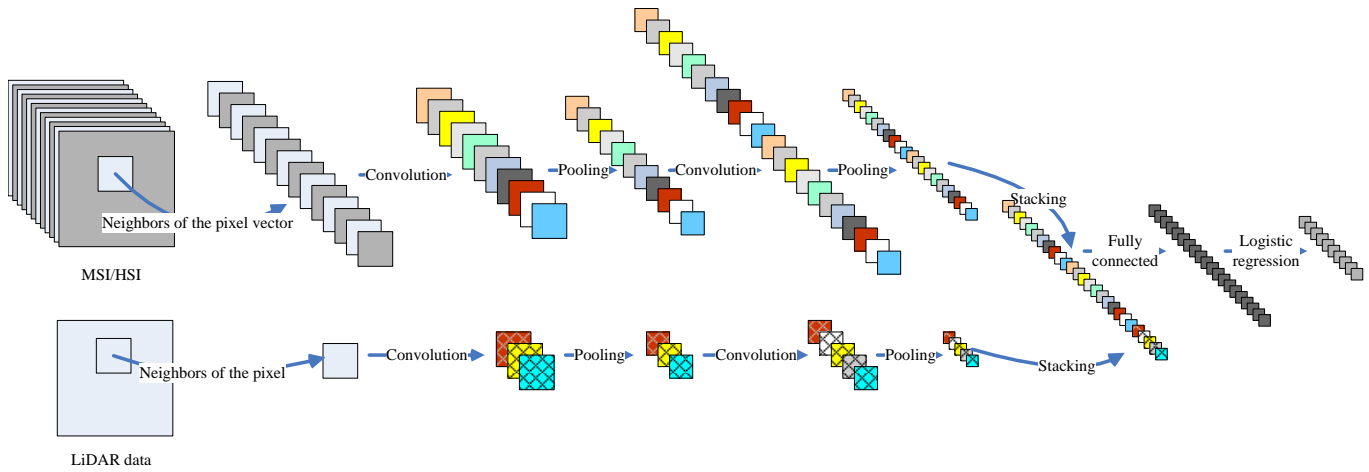 MSI/HSI
Neighbors of the pixel vector
Convolution
Pooling
Convolution
Pooling
Stacking
Fully
connected
Logistic
regression
LiDAR data
Neighbors of the pixel
Convolution
Pooling
Convolution
Pooling
Stacking